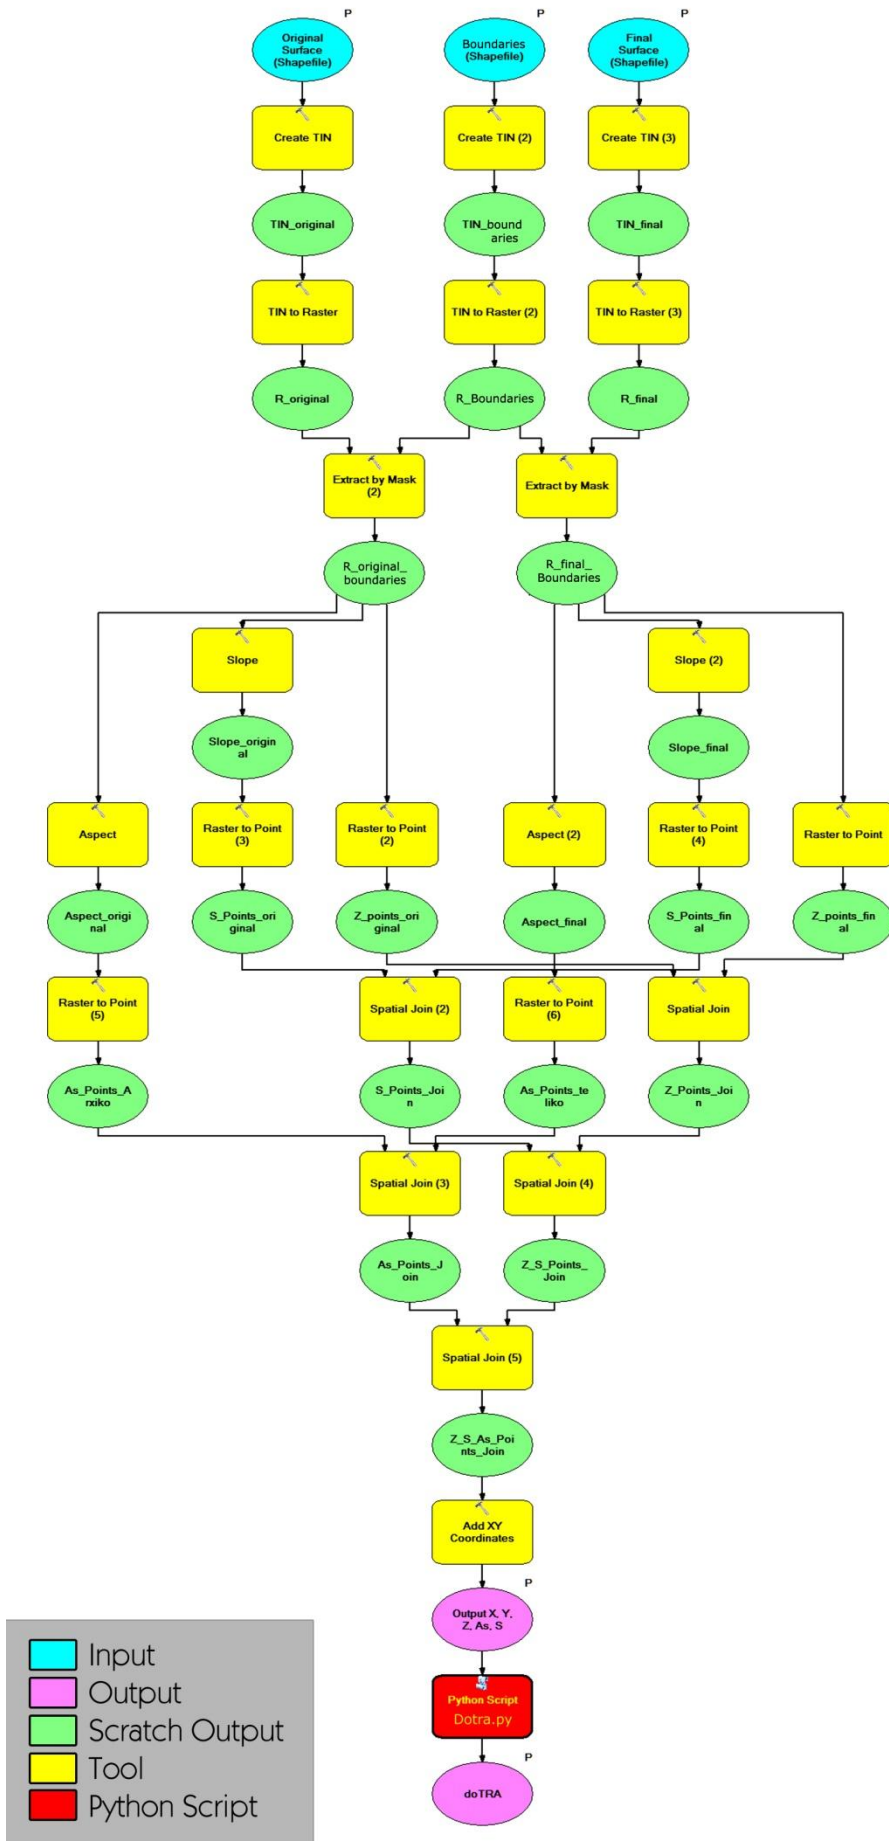 P
P
P
Original
Surface
(Shapefile)
Boundaries
(Shapefile)
Final
Surface
(Shapefile)
Create TIN
Create TIN (2)
Create TIN (3)
TIN_original
TIN_bound
aries
TIN_final
TIN to Raster
TIN to Raster (2)
TIN to Raster (3)
R_original
R_Boundaries
R_final
Extract by Mask
(2)
Extract by Mask
R_original_
boundaries
R_final_
Boundaries
Slope
Slope (2)
Slope_origin
al
Slope_final
Aspect
Raster to Point
(3)
Raster to Point
(2)
Aspect (2)
Raster to Point
(4)
Raster to Point
Aspect_origi
nal
S_Points_ori
ginal
Z_points_ori
ginal
Aspect_final
S_Points_fin
al
Z_points_fin
al
Raster to Point
(5)
Spatial Join (2)
Raster to Point
(6)
Spatial Join
As_Points_A
rxiko
S_Points_Joi
n
As_Points_te
liko
Z_Points_Joi
n
Spatial Join (3)
Spatial Join (4)
As_Points_J
oin
Z_S_Points_
Join
Spatial Join (5)
Z_S_As_Poi
nts_Join
Add XY
Coordinates
P
Output X, Y,
Z, As, S
Python Script
Dotra.py
P
doTRA
Input
Output
Scratch Output
Tool
Python Script